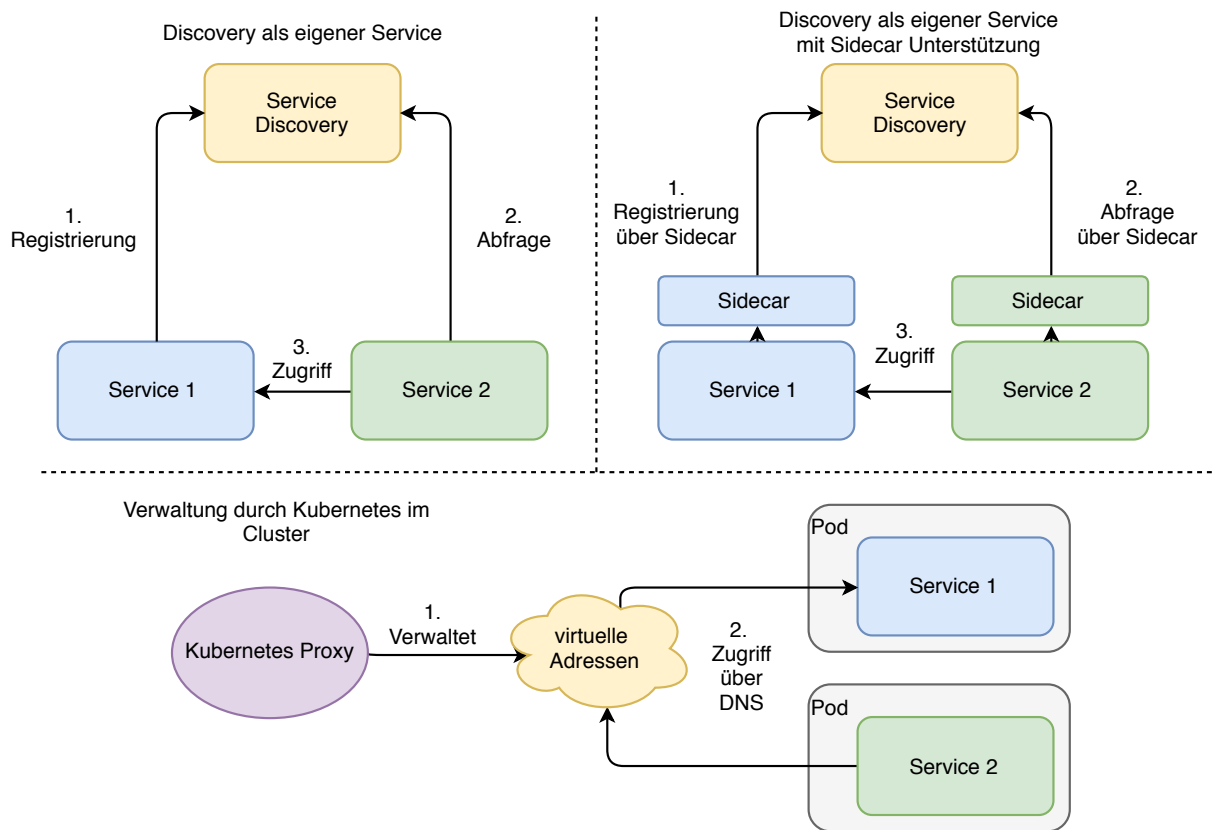 Discovery als eigener Service
Service
Discovery
1.
Registrierung
2.
Abfrage
3.
Zugriff
Service 1
Service 2
Discovery als eigener Service
mit Sidecar Unterstützung
Service
Discovery
1.
Registrierung
über Sidecar
2.
Abfrage
über Sidecar
Sidecar
Sidecar
3.
Zugriff
Service 1
Service 2
Verwaltung durch Kubernetes im
Cluster
Kubernetes Proxy
1.
Verwaltet
virtuelle
Adressen
2.
Zugriff
über
DNS
Pod
Service 1
Pod
Service 2